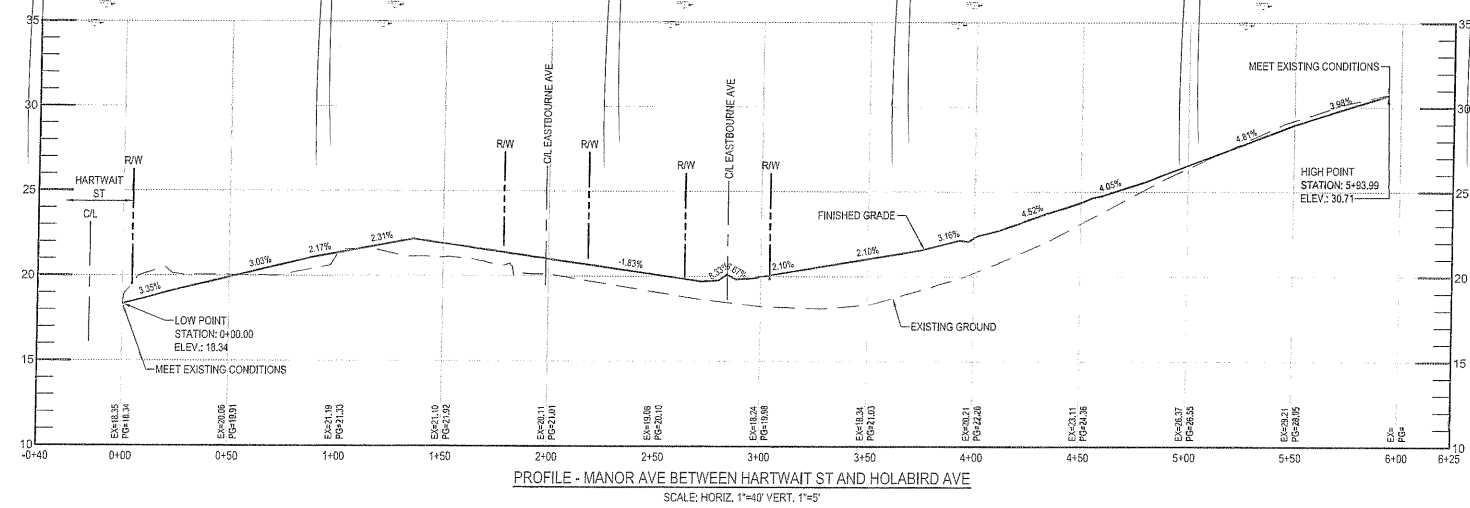 35
30
25
20
15
10
35
30
25
20
15
10
R/W
HARTWAIT
ST
C/L
3.35%
3.03%
2.17%
2.31%
R/W
C/L EASTBOURNE AVE
R/W
-1.83%
R/W
C/L EASTBOURNE AVE
R/W
8.33%
2.10%
2.10%
FINISHED GRADE
3.16%
4.52%
4.05%
4.81%
3.98%
MEET EXISTING CONDITIONS
HIGH POINT
STATION: 5+93.99
ELEV.: 30.71
LOW POINT
STATION: 0+00.00
ELEV.: 18.34
MEET EXISTING CONDITIONS
EXISTING GROUND
EX=18.35
PG=18.34
EX=20.06
PG=19.91
EX=21.19
PG=21.33
EX=21.10
PG=21.92
EX=20.11
PG=21.01
EX=19.08
PG=20.10
EX=18.24
PG=19.98
EX=18.34
PG=21.03
EX=20.21
PG=22.26
EX=23.11
PG=24.36
EX=26.37
PG=26.55
EX=29.21
PG=28.95
EX=
PG=
-0+40
0+00
0+50
1+00
1+50
2+00
2+50
3+00
3+50
4+00
4+50
5+00
5+50
6+00
6+25
PROFILE - MANOR AVE BETWEEN HARTWAIT ST AND HOLABIRD AVE
SCALE: HORIZ. 1"=40' VERT. 1"=5'